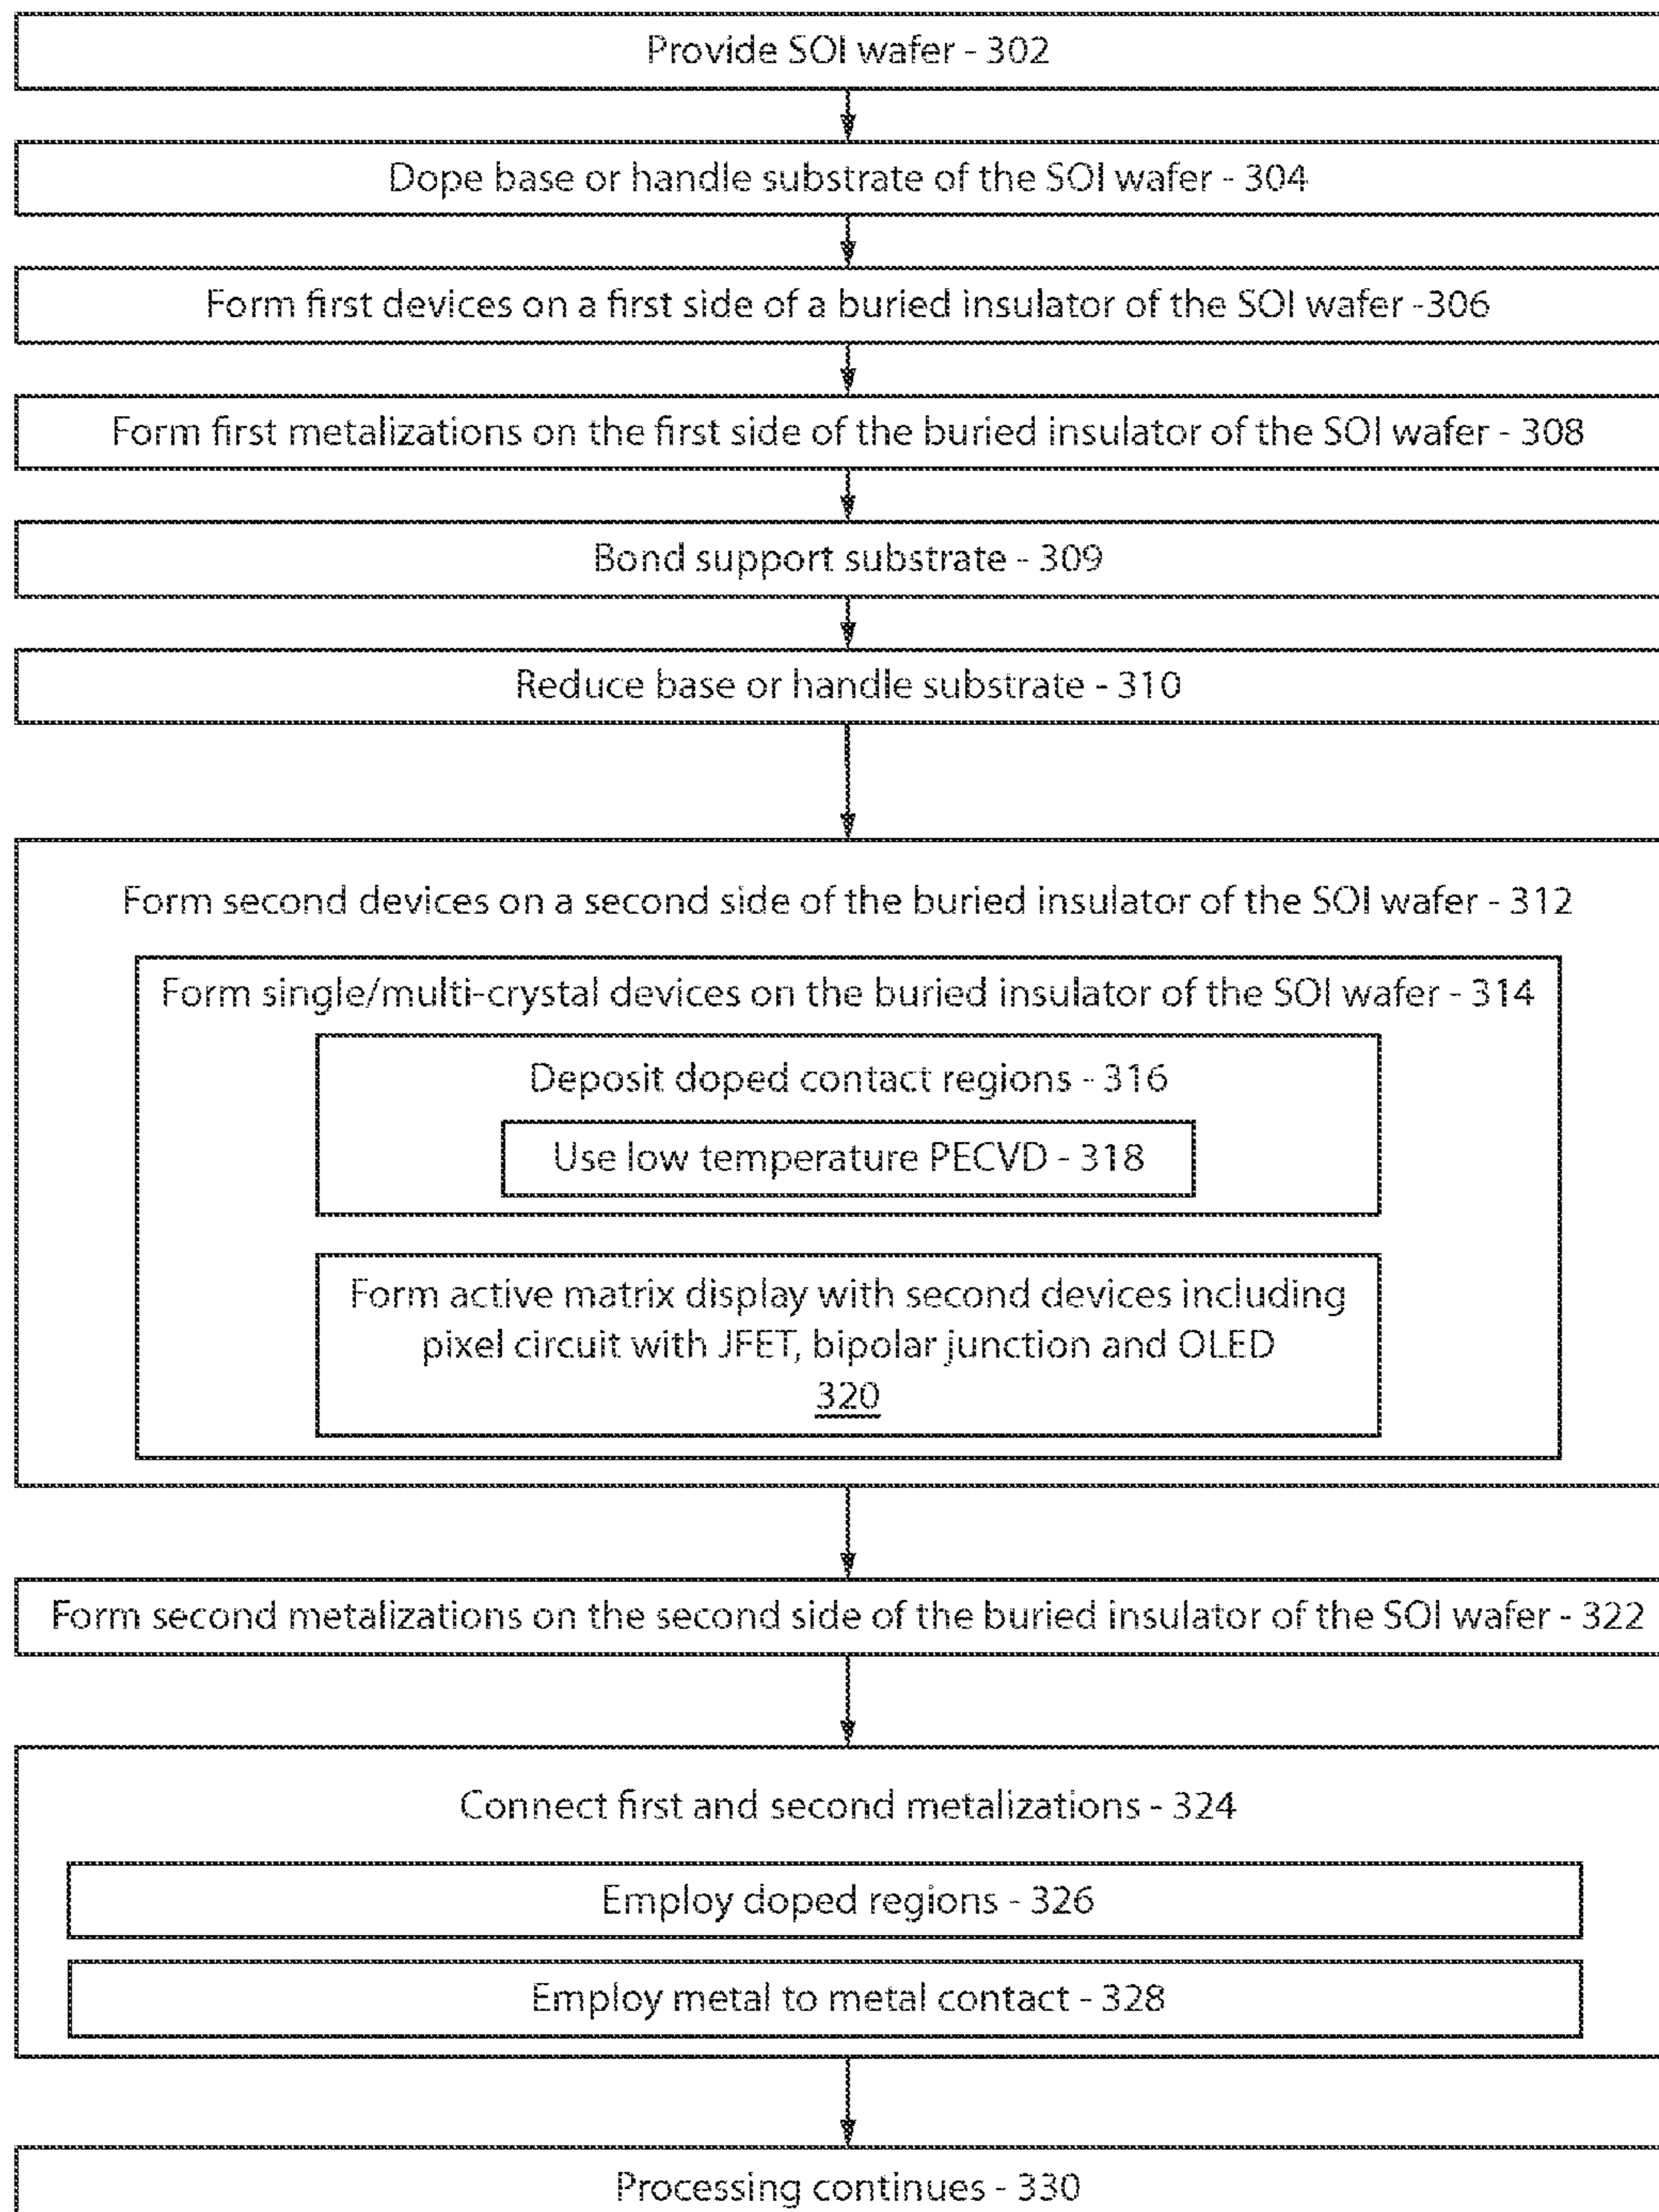 Provide SOI wafer - 302
Dope base or handle substrate of the SOI wafer - 304
Form first devices on a first side of a buried insulator of the SOI wafer -306
Form first metalizations on the first side of the buried insulator of the SOI wafer - 308
Bond support substrate - 309
Reduce base or handle substrate - 310
Form second devices on a second side of the buried insulator of the SOI wafer - 312
Form single/multi-crystal devices on the buried insulator of the SOI wafer - 314
Deposit doped contact regions - 316
Use low temperature PECVD - 318
Form active matrix display with second devices including
pixel circuit with JFET, bipolar junction and OLED
320
Form second metalizations on the second side of the buried insulator of the SOI wafer - 322
Connect first and second metalizations - 324
Employ doped regions - 326
Employ metal to metal contact - 328
Processing continues - 330